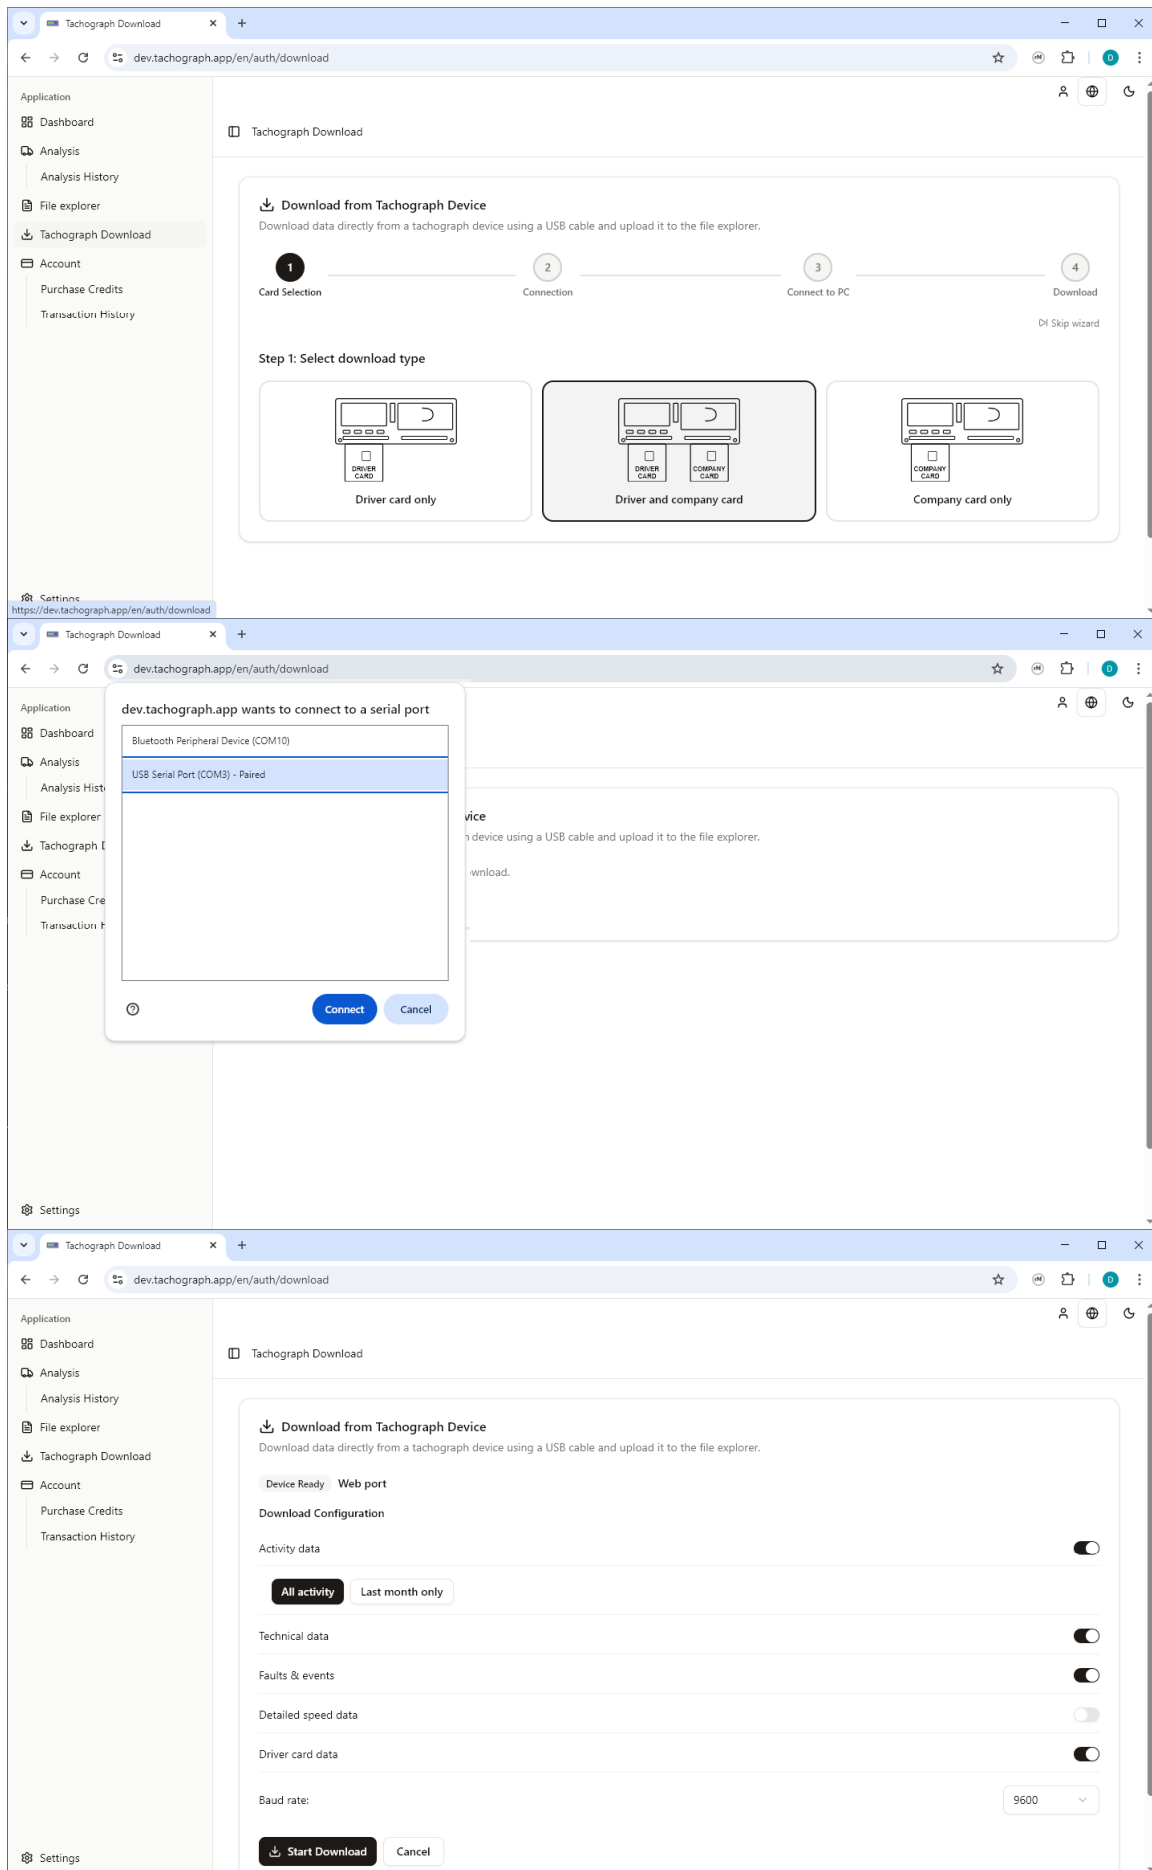 Tachograph Download
dev.tachograph.app/en/auth/download
D
Application
Dashboard
Analysis
Analysis History
File explorer
Tachograph Download
Account
Purchase Credits
Transaction History
Settings
https://dev.tachograph.app/en/auth/download
Tachograph Download
Download from Tachograph Device
Download data directly from a tachograph device using a USB cable and upload it to the file explorer.
1
2
3
4
Card Selection
Connection
Connect to PC
Download
Skip wizard
Step 1: Select download type
DRIVER
CARD
Driver card only
DRIVER
CARD
COMPANY
CARD
Driver and company card
COMPANY
CARD
Company card only
Tachograph Download
dev.tachograph.app/en/auth/download
D
Application
Dashboard
Analysis
Analysis Hist
File explorer
Tachograph D
Account
Purchase Cre
Transaction H
Settings
dev.tachograph.app wants to connect to a serial port
Bluetooth Peripheral Device (COM10)
USB Serial Port (COM3) - Paired
Connect
Cancel
vice
device using a USB cable and upload it to the file explorer.
wnload.
Tachograph Download
dev.tachograph.app/en/auth/download
D
Application
Dashboard
Analysis
Analysis History
File explorer
Tachograph Download
Account
Purchase Credits
Transaction History
Settings
Tachograph Download
Download from Tachograph Device
Download data directly from a tachograph device using a USB cable and upload it to the file explorer.
Device Ready Web port
Download Configuration
Activity data
All activity Last month only
Technical data
Faults & events
Detailed speed data
Driver card data
Baud rate: 9600
Start Download Cancel